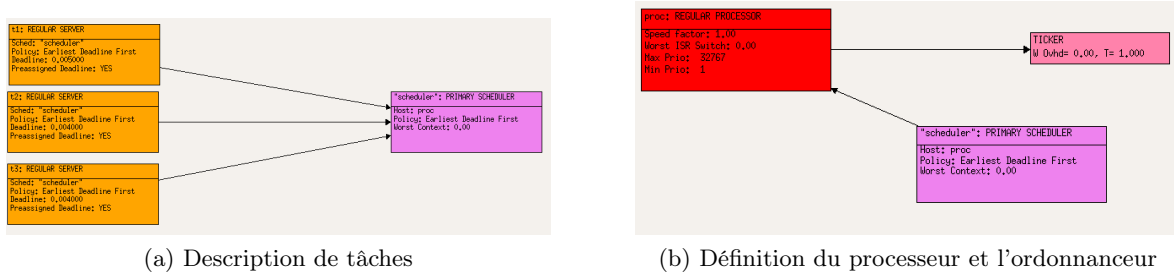 t1: REGULAR SERVER
Sched: "scheduler"
Policy: Earliest Deadline First
Deadline: 0.005000
Preassigned Deadline: YES
t2: REGULAR SERVER
Sched: "scheduler"
Policy: Earliest Deadline First
Deadline: 0.004000
Preassigned Deadline: YES
t3: REGULAR SERVER
Sched: "scheduler"
Policy: Earliest Deadline First
Deadline: 0.004000
Preassigned Deadline: YES
"scheduler": PRIMARY SCHEDULER
Host: proc
Policy: Earliest Deadline First
Worst Context: 0.00
(a) Description de tâches
proc: REGULAR PROCESSOR
Speed Factor: 1.00
Worst ISR Switch: 0.00
Max Prio: 32767
Min Prio: 1
TICKER
W Ovhd= 0.00, T= 1.000
"scheduler": PRIMARY SCHEDULER
Host: proc
Policy: Earliest Deadline First
Worst Context: 0.00
(b) Définition du processeur et l'ordonnanceur